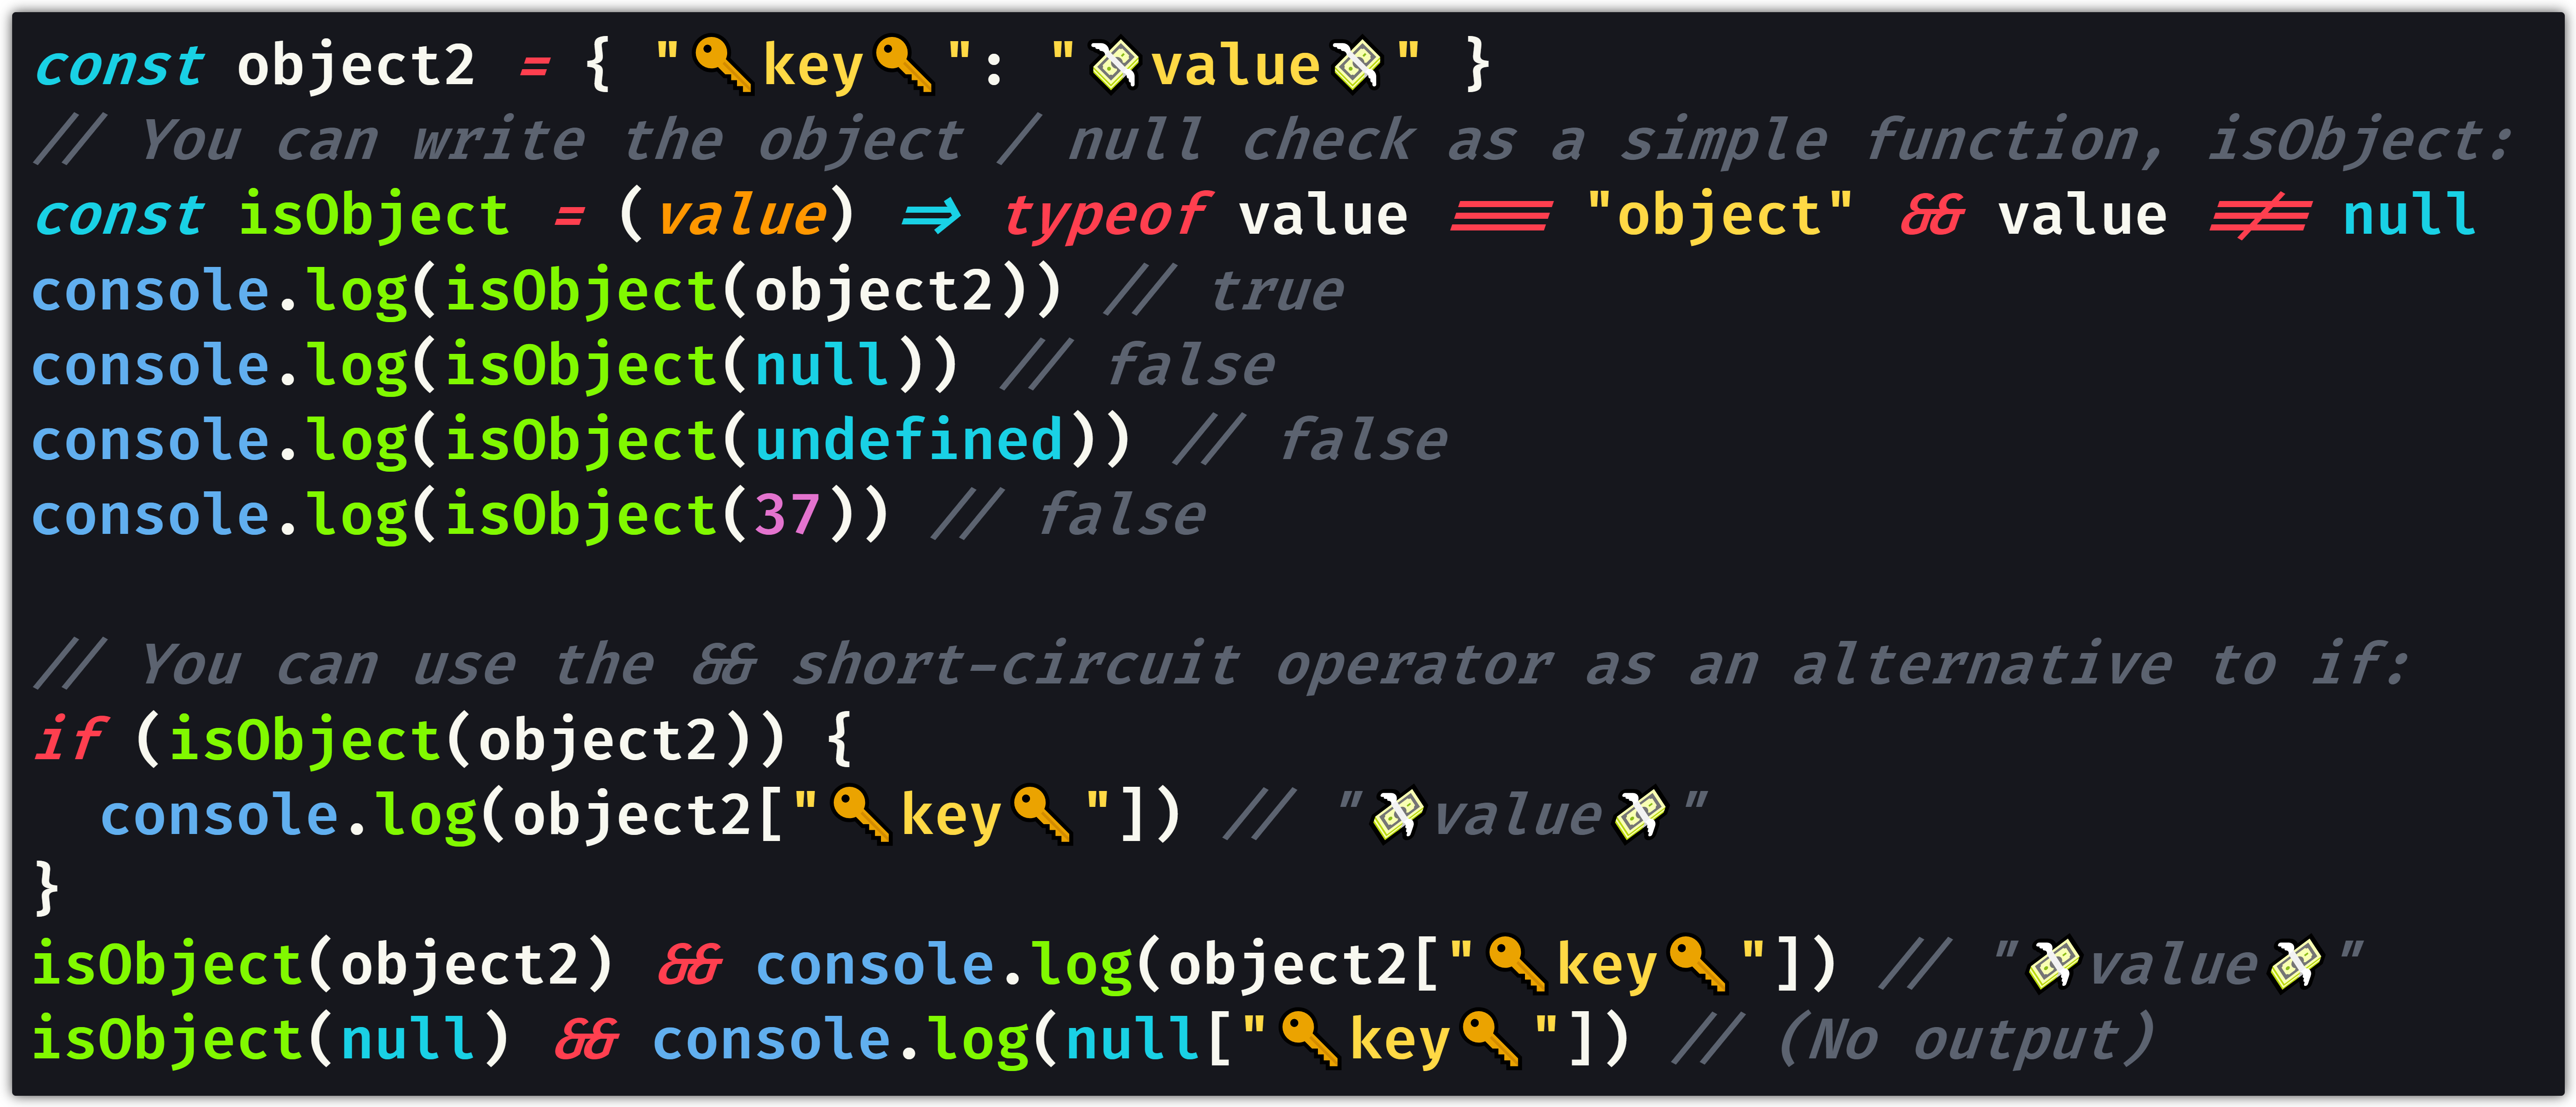 const object2 = { "🔑key🔑": "💸value💸" }
// You can write the object / null check as a simple function, isObject:
const isObject = (value) => typeof value === "object" && value !== null
console.log(isObject(object2)) // true
console.log(isObject(null)) // false
console.log(isObject(undefined)) // false
console.log(isObject(37)) // false

// You can use the && short-circuit operator as an alternative to if:
if (isObject(object2)) {
  console.log(object2["🔑key🔑"]) // "💸value💸"
}
isObject(object2) && console.log(object2["🔑key🔑"]) // "💸value💸"
isObject(null) && console.log(null["🔑key🔑"]) // (No output)